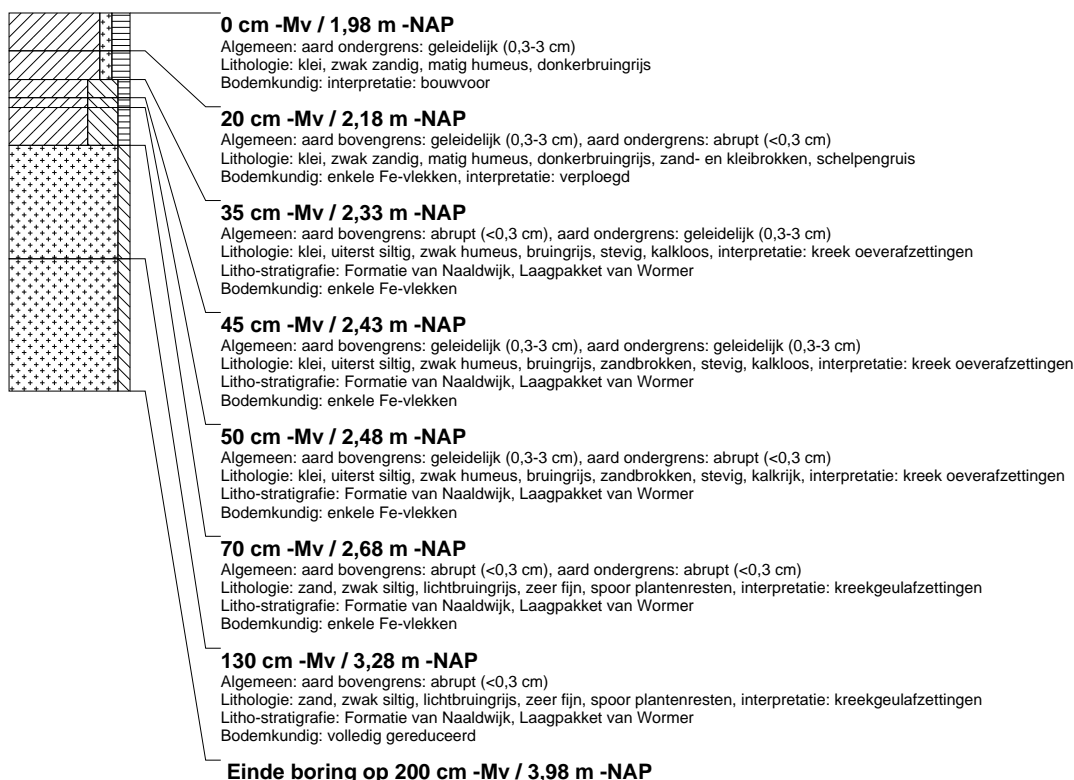 0 cm -Mv / 1,98 m -NAP
Algemeen: aard ondergrens: geleidelijk (0,3-3 cm)
Lithologie: klei, zwak zandig, matig humeus, donkerbruingrijs
Bodemkundig: interpretatie: bouwvoor
20 cm -Mv / 2,18 m -NAP
Algemeen: aard bovengrens: geleidelijk (0,3-3 cm), aard ondergrens: abrupt (<0,3 cm)
Lithologie: klei, zwak zandig, matig humeus, donkerbruingrijs, zand- en kleibrokken, schelpengruis
Bodemkundig: enkele Fe-vlekken, interpretatie: verploegd
35 cm -Mv / 2,33 m -NAP
Algemeen: aard bovengrens: abrupt (<0,3 cm), aard ondergrens: geleidelijk (0,3-3 cm)
Lithologie: klei, uiterst siltig, zwak humeus, bruingrijs, stevig, kalkloos, interpretatie: kreek oeverafzettingen
Litho-stratigrafie: Formatie van Naaldwijk, Laagpakket van Wormer
Bodemkundig: enkele Fe-vlekken
45 cm -Mv / 2,43 m -NAP
Algemeen: aard bovengrens: geleidelijk (0,3-3 cm), aard ondergrens: geleidelijk (0,3-3 cm)
Lithologie: klei, uiterst siltig, zwak humeus, bruingrijs, zandbrokken, stevig, kalkloos, interpretatie: kreek oeverafzettingen
Litho-stratigrafie: Formatie van Naaldwijk, Laagpakket van Wormer
Bodemkundig: enkele Fe-vlekken
50 cm -Mv / 2,48 m -NAP
Algemeen: aard bovengrens: geleidelijk (0,3-3 cm), aard ondergrens: abrupt (<0,3 cm)
Lithologie: klei, uiterst siltig, zwak humeus, bruingrijs, zandbrokken, stevig, kalkrijk, interpretatie: kreek oeverafzettingen
Litho-stratigrafie: Formatie van Naaldwijk, Laagpakket van Wormer
Bodemkundig: enkele Fe-vlekken
70 cm -Mv / 2,68 m -NAP
Algemeen: aard bovengrens: abrupt (<0,3 cm), aard ondergrens: abrupt (<0,3 cm)
Lithologie: zand, zwak siltig, lichtbruingrijs, zeer fijn, spoor plantenresten, interpretatie: kreekgeulafzettingen
Litho-stratigrafie: Formatie van Naaldwijk, Laagpakket van Wormer
Bodemkundig: enkele Fe-vlekken
130 cm -Mv / 3,28 m -NAP
Algemeen: aard bovengrens: abrupt (<0,3 cm)
Lithologie: zand, zwak siltig, lichtbruingrijs, zeer fijn, spoor plantenresten, interpretatie: kreekgeulafzettingen
Litho-stratigrafie: Formatie van Naaldwijk, Laagpakket van Wormer
Bodemkundig: volledig gereduceerd
Einde boring op 200 cm -Mv / 3,98 m -NAP